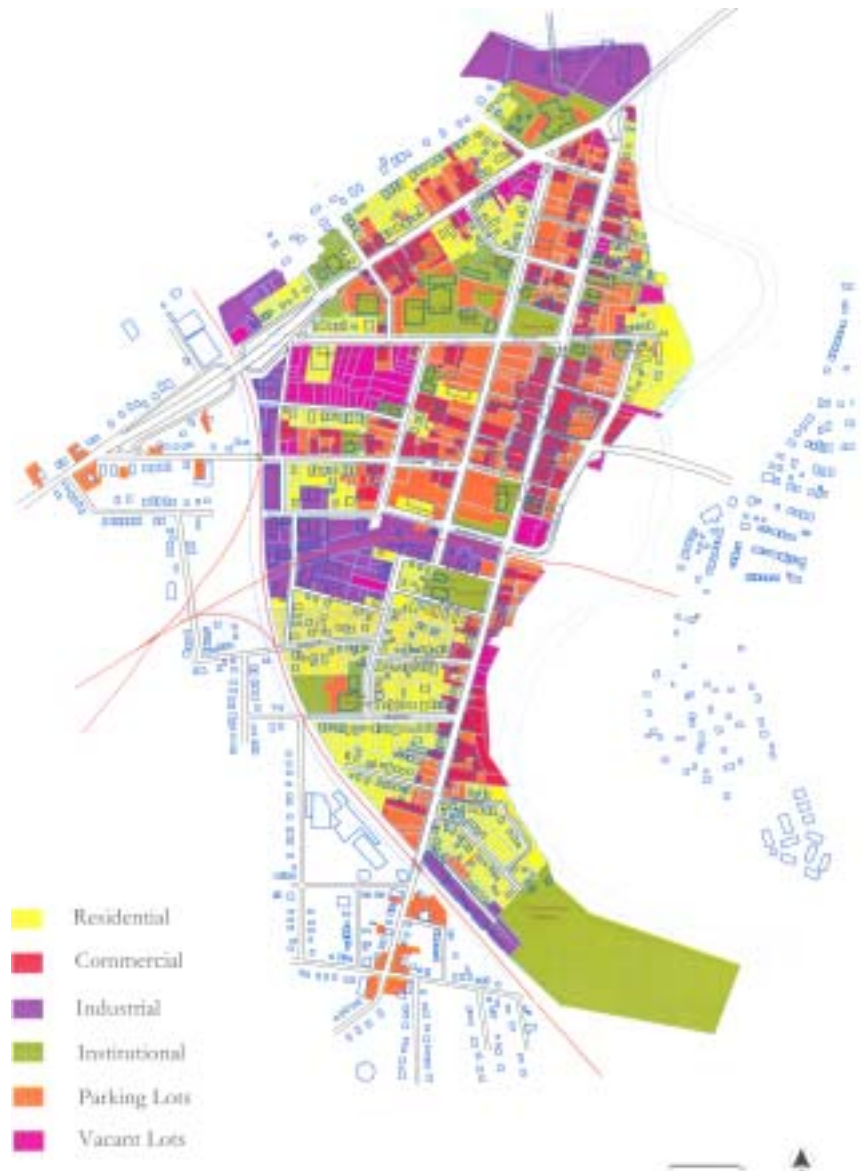 Residential
Commercial
Industrial
Institutional
Parking Lots
Vacant Lots